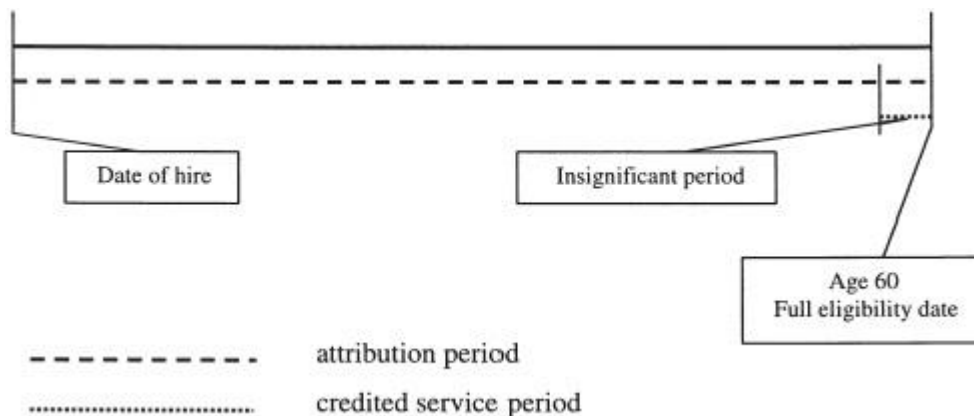 Date of hire
Insignificant period
Age 60
Full eligibility date
attribution period
credited service period